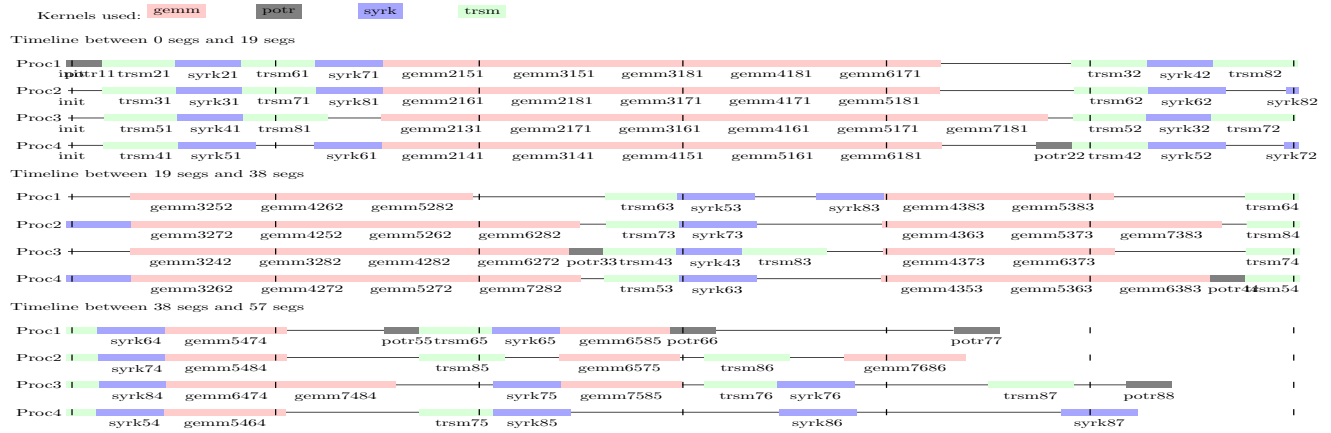 Kernels used: gemm potr syrk trsm
Timeline between 0 segs and 19 segs
Proc1 init potr11 trsm21 syrk21 trsm61 syrk71 gemm2151 gemm3151 gemm3181 gemm4181 gemm6171 trsm32 syrk42 trsm82
Proc2 init trsm31 syrk31 trsm71 syrk81 gemm2161 gemm2181 gemm3171 gemm4171 gemm5181 trsm62 syrk62 syrk82
Proc3 init trsm51 syrk41 trsm81 gemm2131 gemm2171 gemm3161 gemm4161 gemm5171 gemm7181 trsm52 syrk32 trsm72
Proc4 init trsm41 syrk51 syrk61 gemm2141 gemm3141 gemm4151 gemm5161 gemm6181 potr22 trsm42 syrk52 syrk72
Timeline between 19 segs and 38 segs
Proc1 gemm3252 gemm4262 gemm5282 trsm63 syrk53 syrk83 gemm4383 gemm5383 trsm64
Proc2 gemm3272 gemm4252 gemm5262 gemm6282 trsm73 syrk73 gemm4363 gemm5373 gemm7383 trsm84
Proc3 gemm3242 gemm3282 gemm4282 gemm6272 potr33 trsm43 syrk43 trsm83 gemm4373 gemm6373 trsm74
Proc4 gemm3262 gemm4272 gemm5272 gemm7282 trsm53 syrk63 gemm4353 gemm5363 gemm6383 potr44 trsm54
Timeline between 38 segs and 57 segs
Proc1 syrk64 gemm5474 potr55 trsm65 syrk65 gemm6585 potr66 potr77
Proc2 syrk74 gemm5484 trsm85 gemm6575 trsm86 gemm7686
Proc3 syrk84 gemm6474 gemm7484 syrk75 gemm7585 trsm76 syrk76 trsm87 potr88
Proc4 syrk54 gemm5464 trsm75 syrk85 syrk86 syrk87